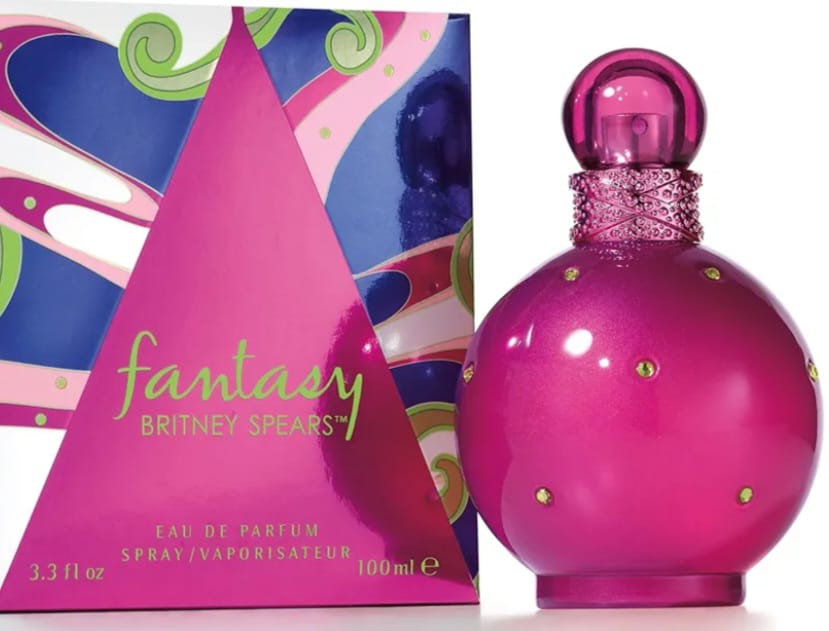 fantasy
BRITNEY SPEARS™
EAU DE PARFUM
SPRAY/VAPORISATEUR
3.3 fl oz
100ml ℮